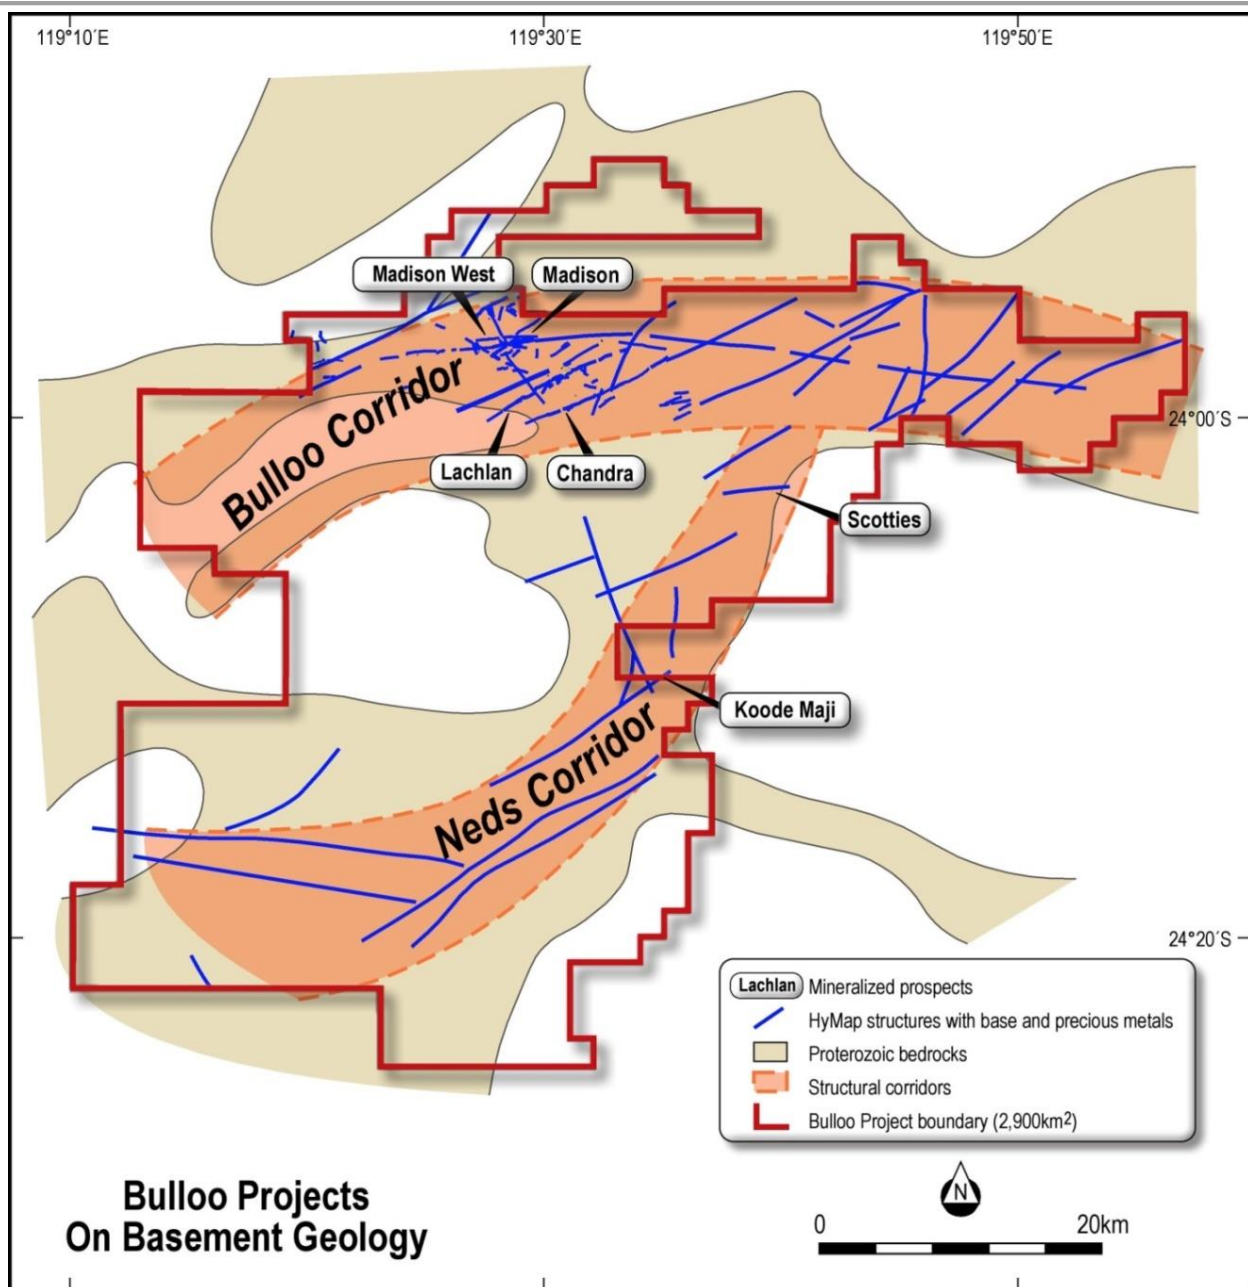 119°10´E
119°30´E
119°50´E
Madison West
Madison
Bulloo Corridor
24°00´S
Lachlan
Chandra
Scotties
Koode Maji
Neds Corridor
24°20´S
Lachlan Mineralized prospects
HyMap structures with base and precious metals
Proterozoic bedrocks
Structural corridors
Bulloo Project boundary (2,900km²)
N
Bulloo Projects
On Basement Geology
0 20km